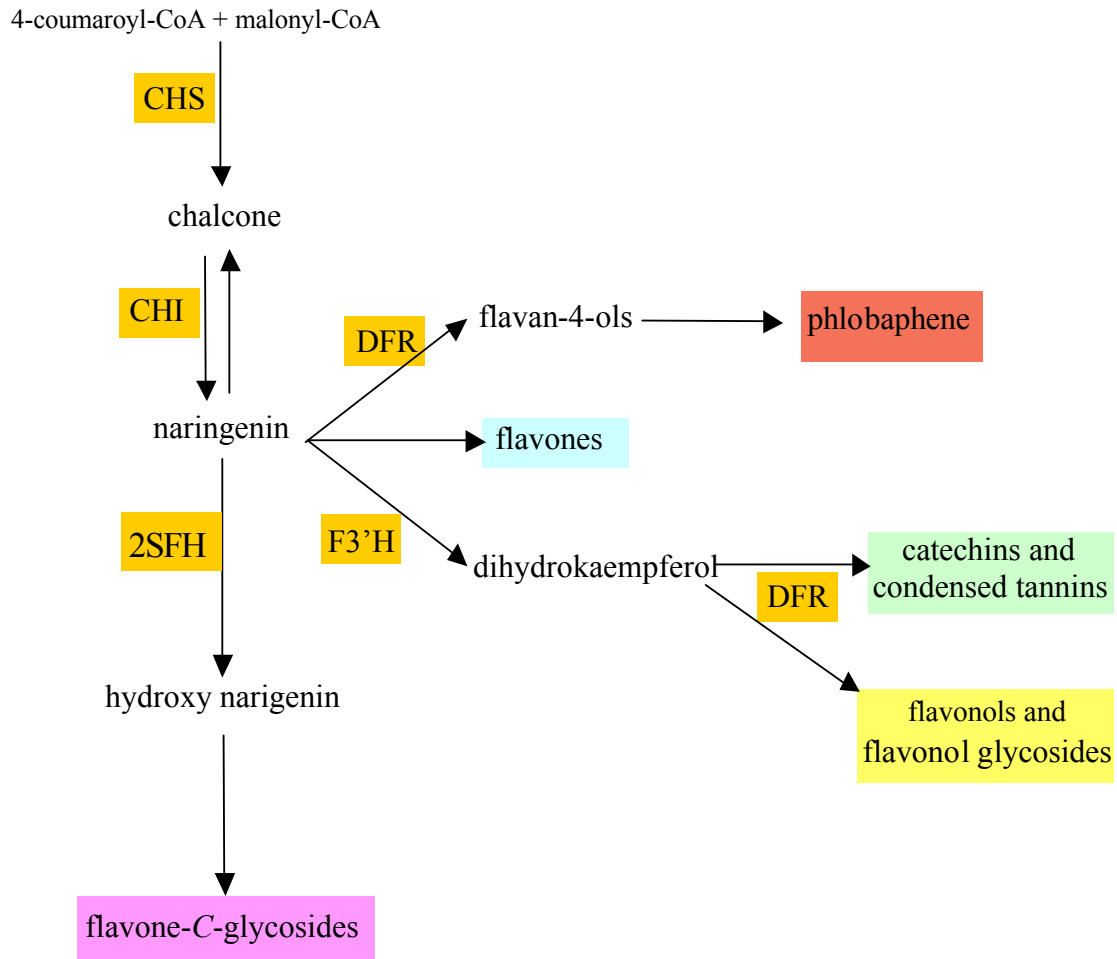 4-coumaroyl-CoA + malonyl-CoA
CHS
chalcone
CHI
DFR
flavan-4-ols
phlobaphene
naringenin
flavones
2SFH
F3’H
dihydrokaempferol
catechins and
condensed tannins
DFR
hydroxy narigenin
flavonols and
flavonol glycosides
flavone-C-glycosides